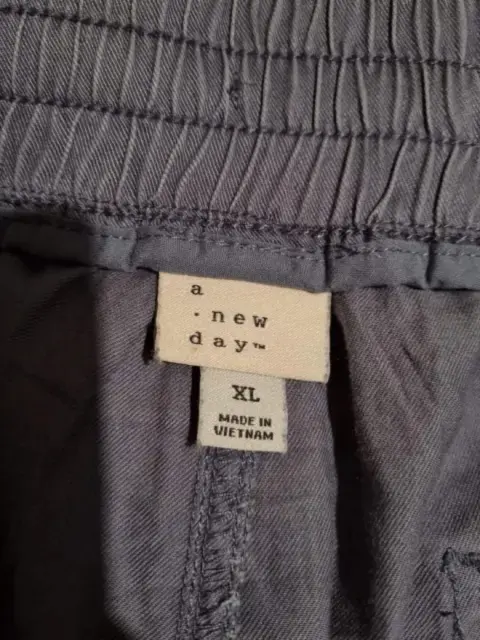 a
· new
day™
XL
MADE IN
VIETNAM